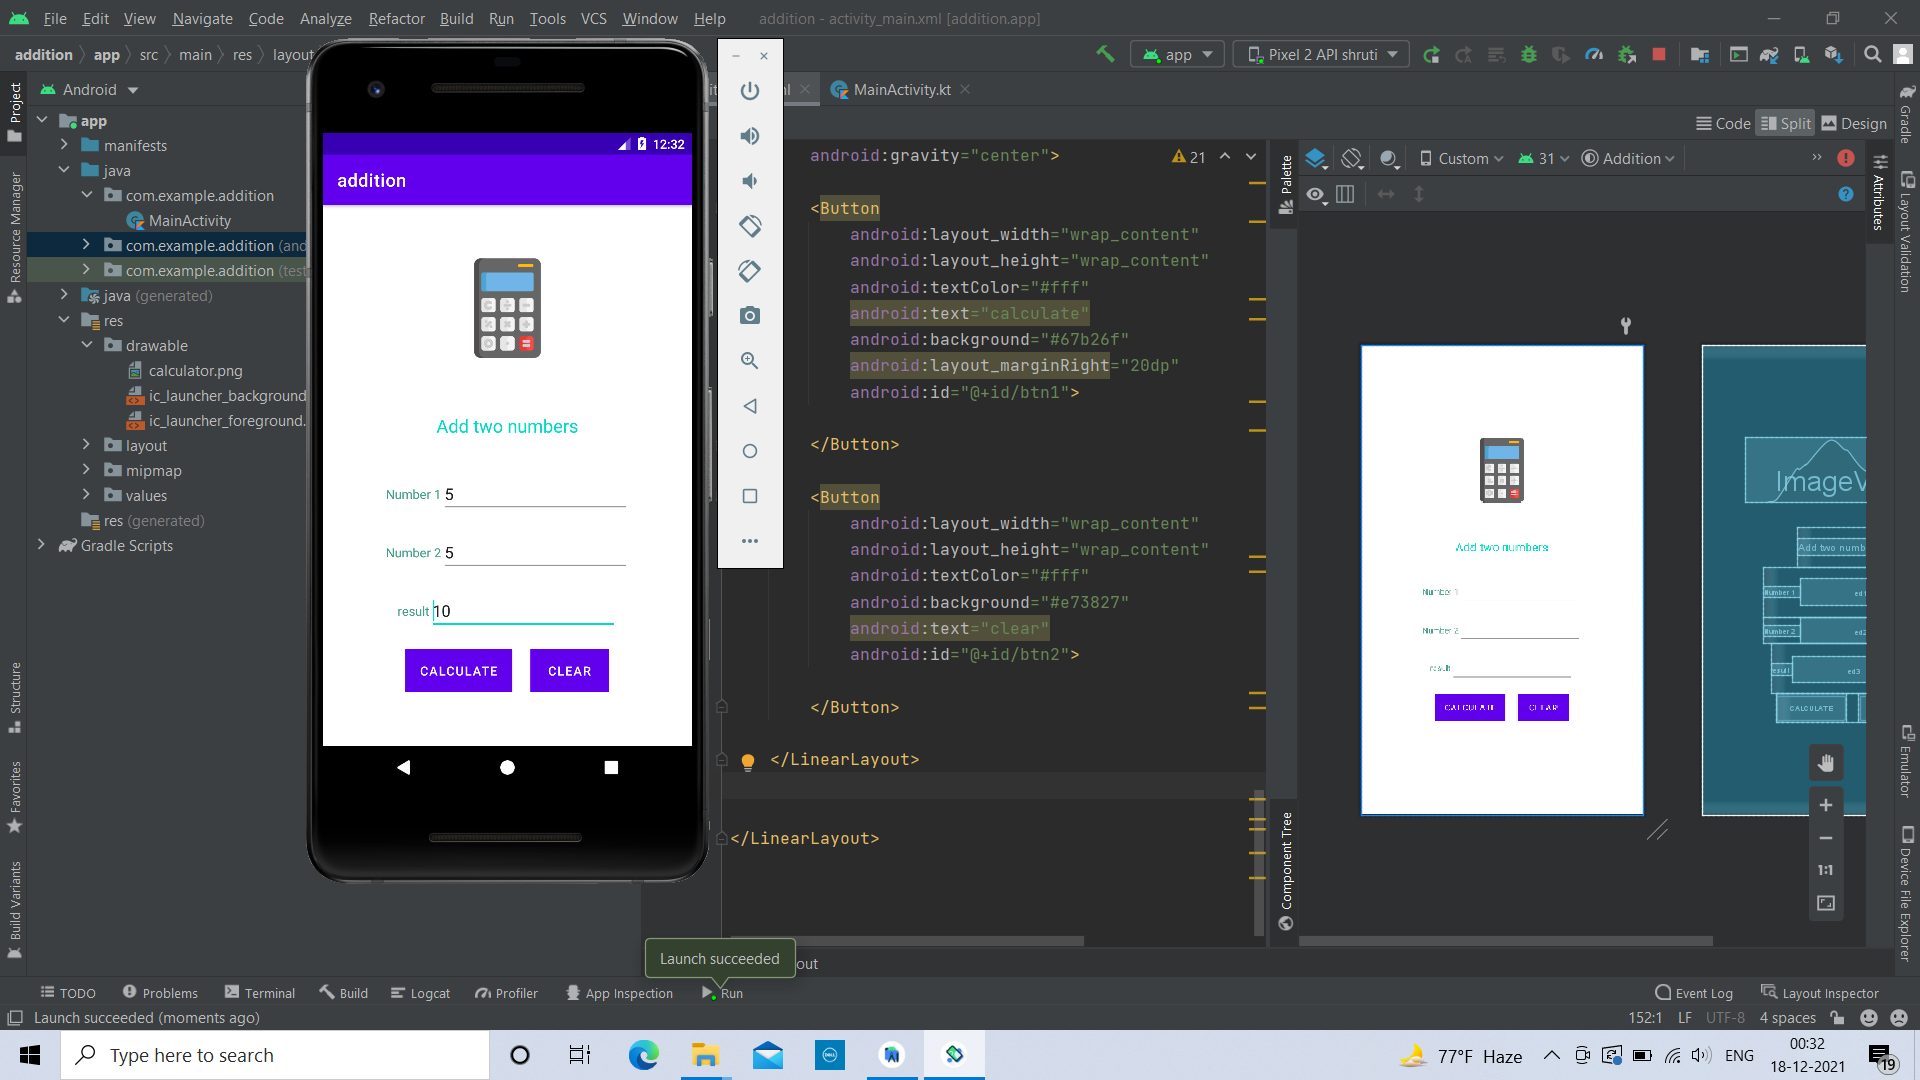 File Edit View Navigate Code Analyze Refactor Build Run Tools VCS Window Help addition - activity_main.xml [addition.app]
addition app src main res layout
app Pixel 2 API shruti
Android
MainActivity.kt
Code Split Design
Project
Resource Manager
Structure
Favorites
Build Variants
app
manifests
java
com.example.addition
MainActivity
com.example.addition (and
com.example.addition (test
java (generated)
res
drawable
calculator.png
ic_launcher_background
ic_launcher_foreground.
layout
mipmap
values
res (generated)
Gradle Scripts
12:32
addition
Add two numbers
Number 1 5
Number 2 5
result 10
CALCULATE CLEAR
android:gravity="center">
21
<Button
android:layout_width="wrap_content"
android:layout_height="wrap_content"
android:textColor="#fff"
android:text="calculate"
android:background="#67b26f"
android:layout_marginRight="20dp"
android:id="@+id/btn1">
</Button>
<Button
android:layout_width="wrap_content"
android:layout_height="wrap_content"
android:textColor="#fff"
android:background="#e73827"
android:text="clear"
android:id="@+id/btn2">
</Button>
</LinearLayout>
</LinearLayout>
out
Palette
Component Tree
Custom 31 Addition
Add two numbers
Number 1
Number 2
result
CALCULATE CLEAR
ImageV
Add two numb
Number 1 ed1
Number 2 ed2
result ed3
CALCULATE
1:1
Attributes
Gradle
Layout Validation
Emulator
Device File Explorer
Launch succeeded
TODO Problems Terminal Build Logcat Profiler App Inspection Run Event Log Layout Inspector
Launch succeeded (moments ago) 152:1 LF UTF-8 4 spaces
Type here to search
DELL
77°F Haze ENG
00:32
18-12-2021
19